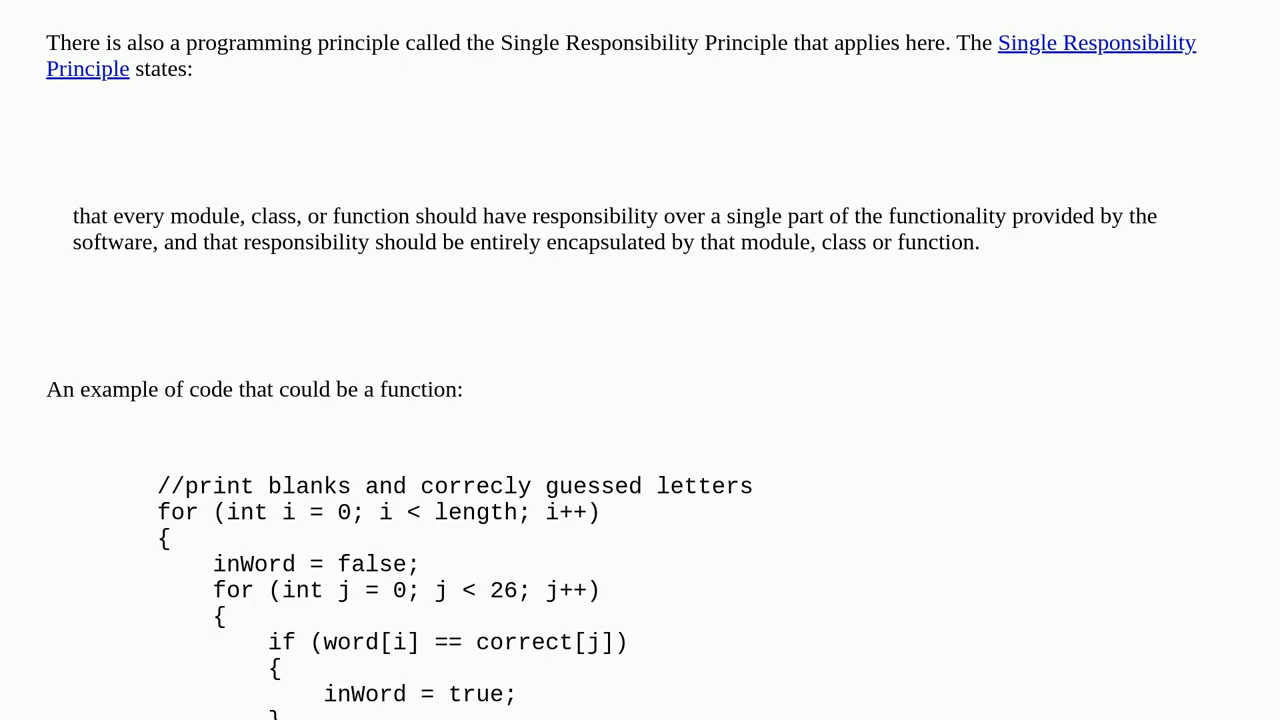 There is also a programming principle called the Single Responsibility Principle that applies here. The Single Responsibility
Principle states:
that every module, class, or function should have responsibility over a single part of the functionality provided by the
software, and that responsibility should be entirely encapsulated by that module, class or function.
An example of code that could be a function:
//print blanks and correcly guessed letters
for (int i = 0; i < length; i++)
{
inWord = false;
for (int j = 0; j < 26; j++)
{
if (word[i] == correct[j])
{
inWord = true;
}